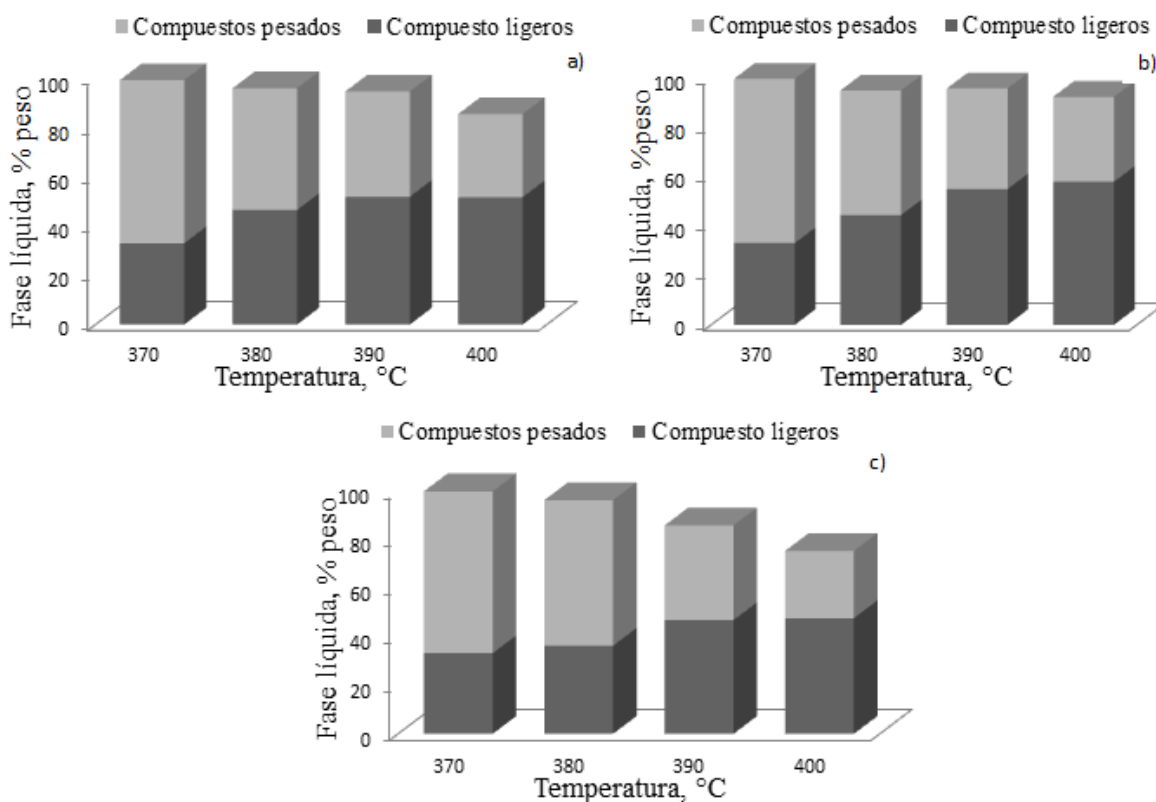 Compuestos pesados Compuesto ligeros
a)
Fase líquida, % peso
100
80
60
40
20
0
370 380 390 400
Temperatura, °C
Compuestos pesados Compuesto ligeros
b)
Fase líquida, %peso
100
80
60
40
20
0
370 380 390 400
Temperatura, °C
Compuestos pesados Compuesto ligeros
c)
Fase líquida, % peso
100
80
60
40
20
0
370 380 390 400
Temperatura, °C